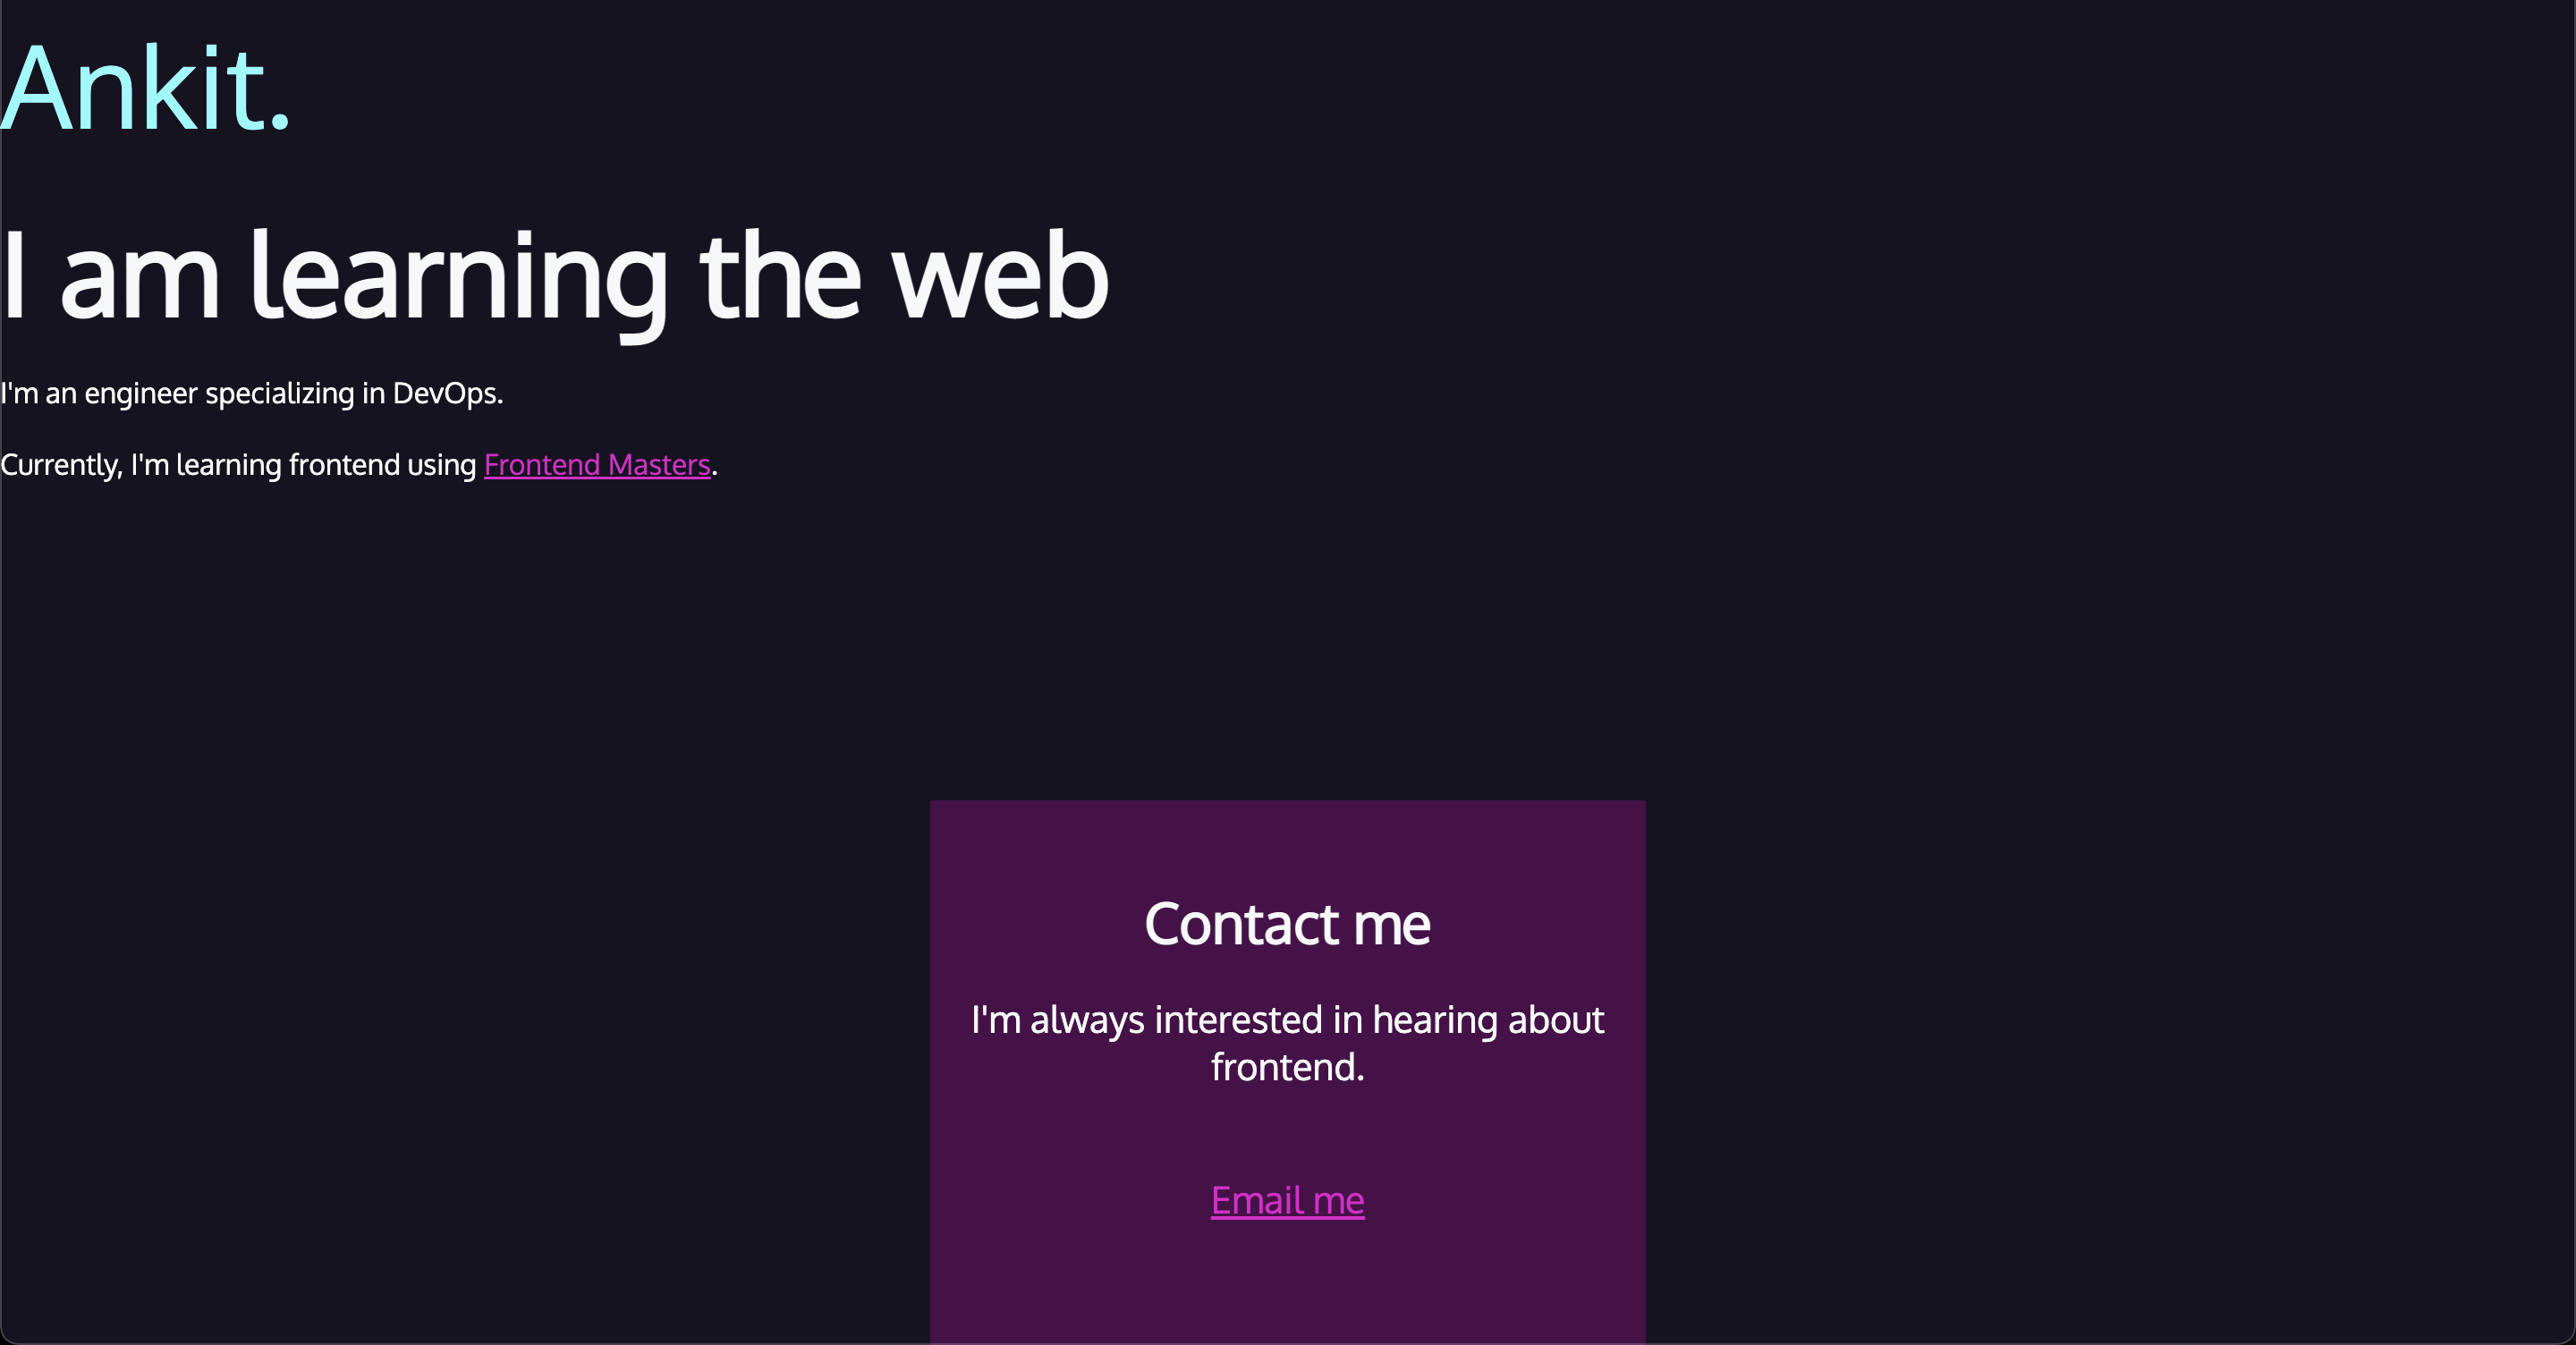 Ankit.
I am learning the web
I'm an engineer specializing in DevOps.
Currently, I'm learning frontend using Frontend Masters.
Contact me
I'm always interested in hearing about
frontend.
Email me